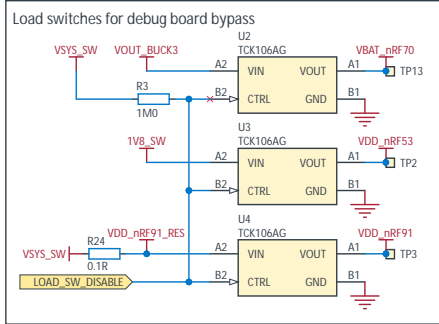 Load switches for debug board bypass
U2
TCK106AG
VSYS_SW
VOUT_BUCK3
VBAT_nRF70
A2
VIN
VOUT
A1
TP13
R3
1M0
B2
CTRL
GND
B1
U3
TCK106AG
1V8_SW
VDD_nRF53
A2
VIN
VOUT
A1
TP2
B2
CTRL
GND
B1
U4
TCK106AG
VDD_nRF91_RES
VDD_nRF91
R24
VSYS_SW
0.1R
A2
VIN
VOUT
A1
TP3
LOAD_SW_DISABLE
B2
CTRL
GND
B1